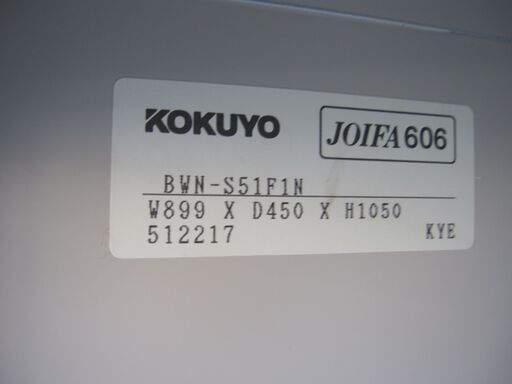 KOKUYO JOIFA606
BWN-S51F1N
W899 X D450 X H1050
512217 KYE